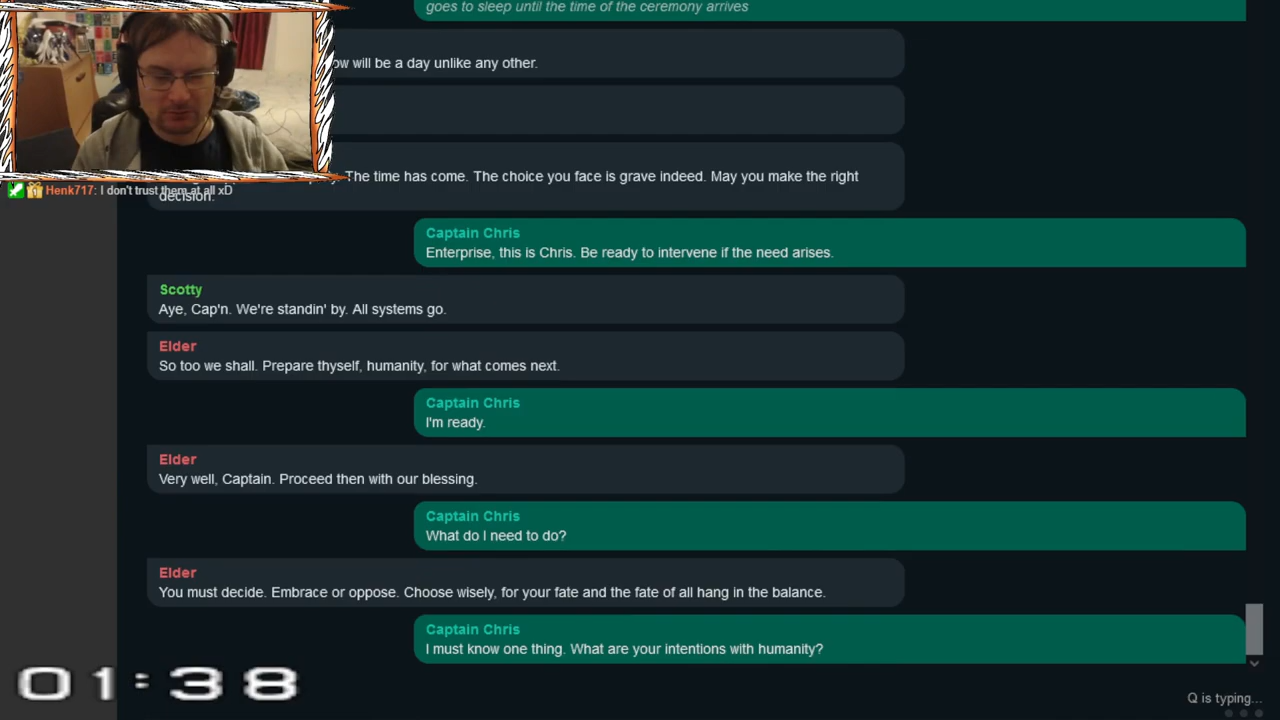 goes to sleep until the time of the ceremony arrives
will be a day unlike any other.
The time has come. The choice you face is grave indeed. May you make the right
decision.
Henk717: I don't trust them at all xD
Captain Chris
Enterprise, this is Chris. Be ready to intervene if the need arises.
Scotty
Aye, Cap'n. We're standin' by. All systems go.
Elder
So too we shall. Prepare thyself, humanity, for what comes next.
Captain Chris
I'm ready.
Elder
Very well, Captain. Proceed then with our blessing.
Captain Chris
What do I need to do?
Elder
You must decide. Embrace or oppose. Choose wisely, for your fate and the fate of all hang in the balance.
Captain Chris
I must know one thing. What are your intentions with humanity?
01:38
Q is typing...